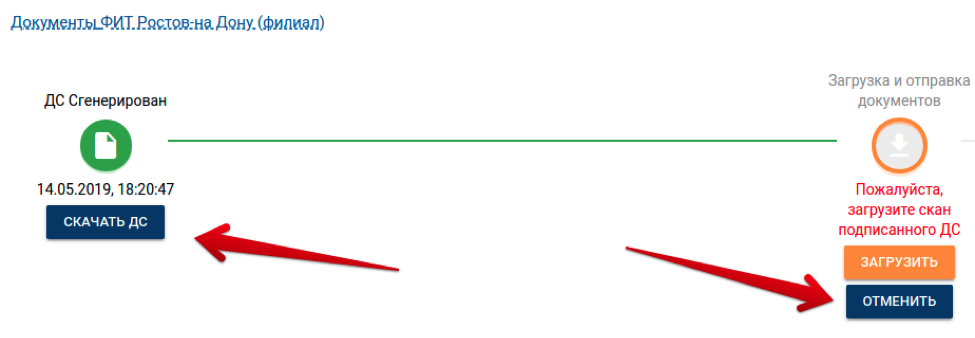 Документы ФИТ Ростов-на Дону (филиал)
ДС Сгенерирован
14.05.2019, 18:20:47
СКАЧАТЬ ДС
Загрузка и отправка
документов
Пожалуйста,
загрузите скан
подписанного ДС
ЗАГРУЗИТЬ
ОТМЕНИТЬ